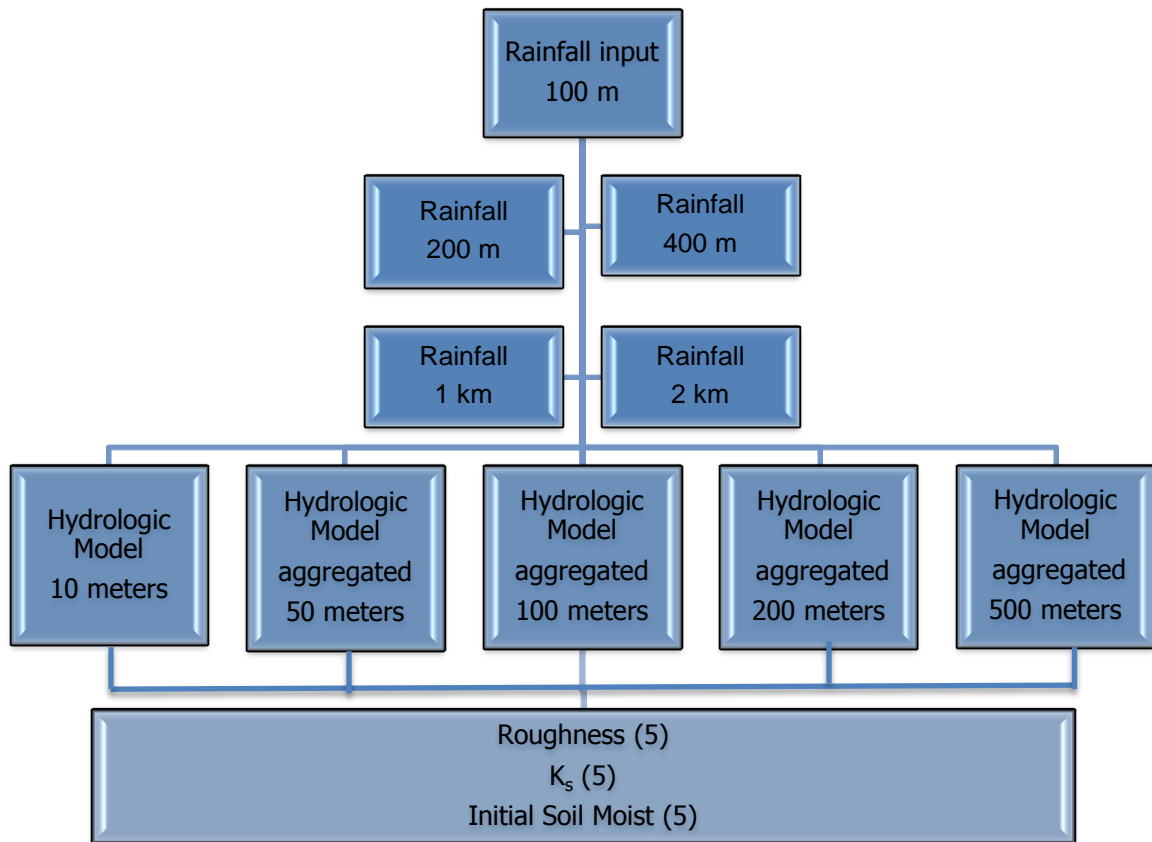 Rainfall input
100 m
Rainfall
200 m
Rainfall
400 m
Rainfall
1 km
Rainfall
2 km
Hydrologic
Model
10 meters
Hydrologic
Model
aggregated
50 meters
Hydrologic
Model
aggregated
100 meters
Hydrologic
Model
aggregated
200 meters
Hydrologic
Model
aggregated
500 meters
Roughness (5)
Kₛ (5)
Initial Soil Moist (5)